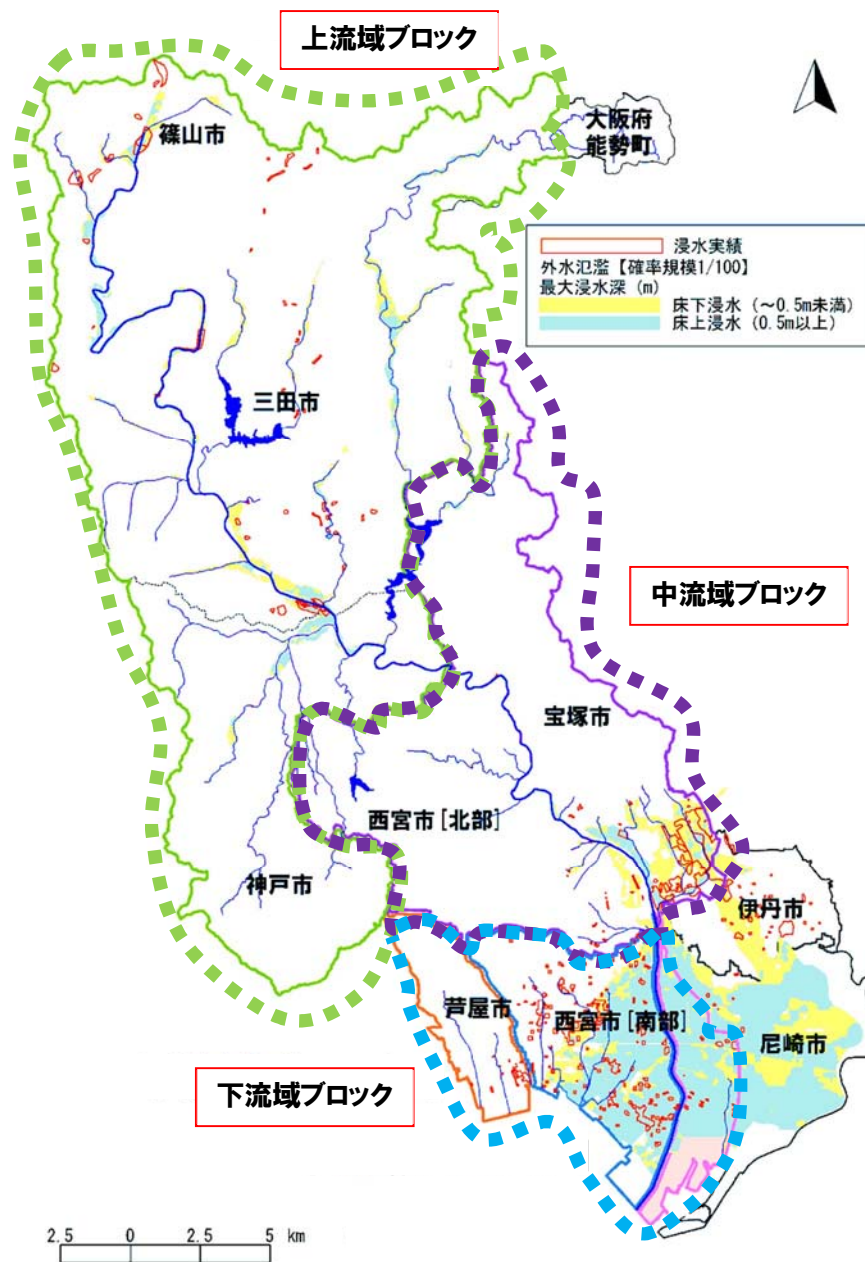 上流域ブロック
篠山市
大阪府
能勢町
浸水実績
外水氾濫【確率規模1/100】
最大浸水深 (m)
床下浸水 (～0.5m未満)
床上浸水 (0.5m以上)
三田市
中流域ブロック
宝塚市
西宮市[北部]
神戸市
伊丹市
芦屋市
西宮市[南部]
尼崎市
下流域ブロック
2.5 0 2.5 5 km